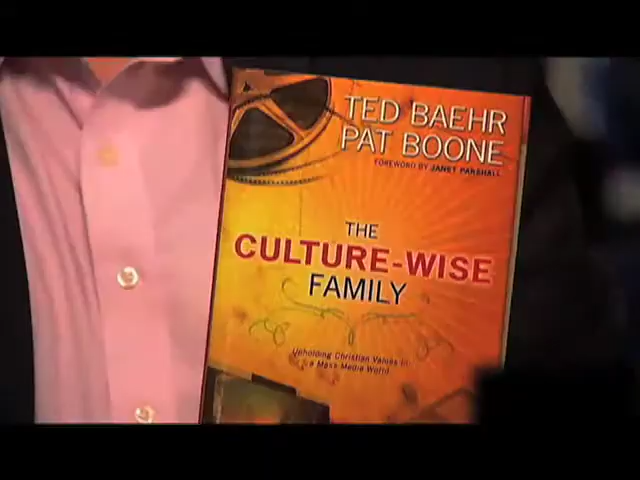 TED BAEHR
PAT BOONE
FOREWORD BY JANET PARSHALL
THE
CULTURE-WISE
FAMILY
Upholding Christian Values in
a Mass Media World